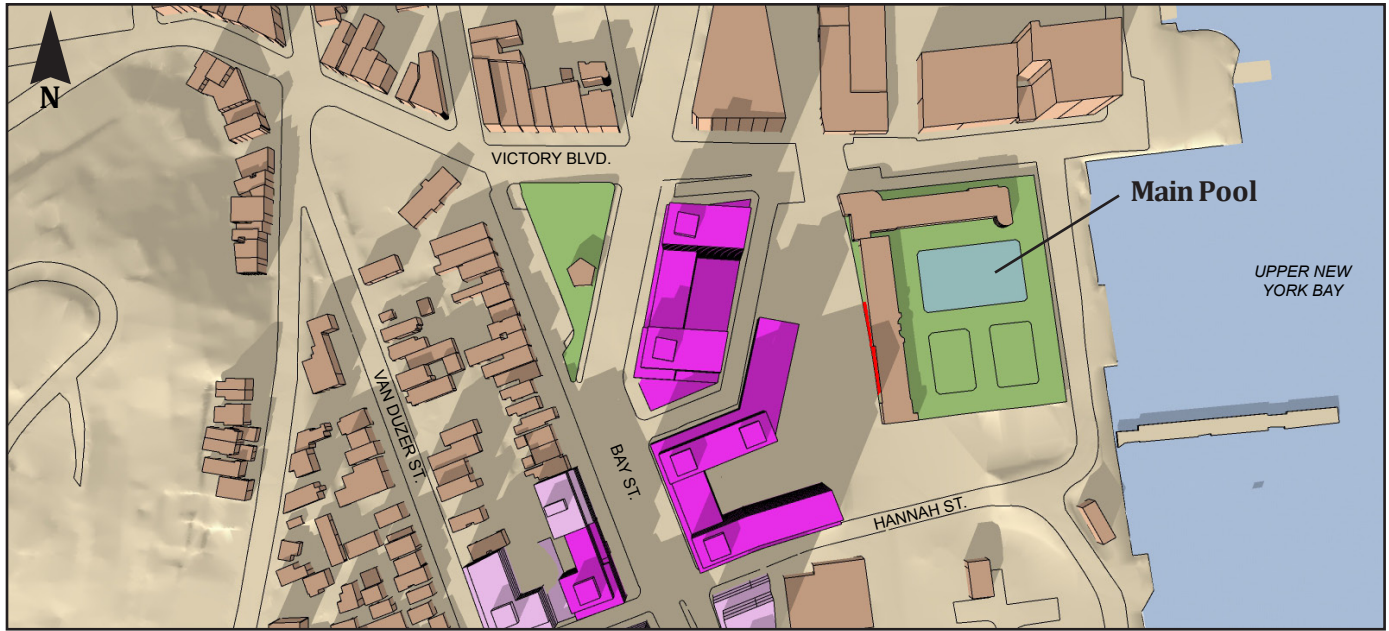 N
VICTORY BLVD.
Main Pool
UPPER NEW
YORK BAY
VAN DUZER ST.
BAY ST.
HANNAH ST.